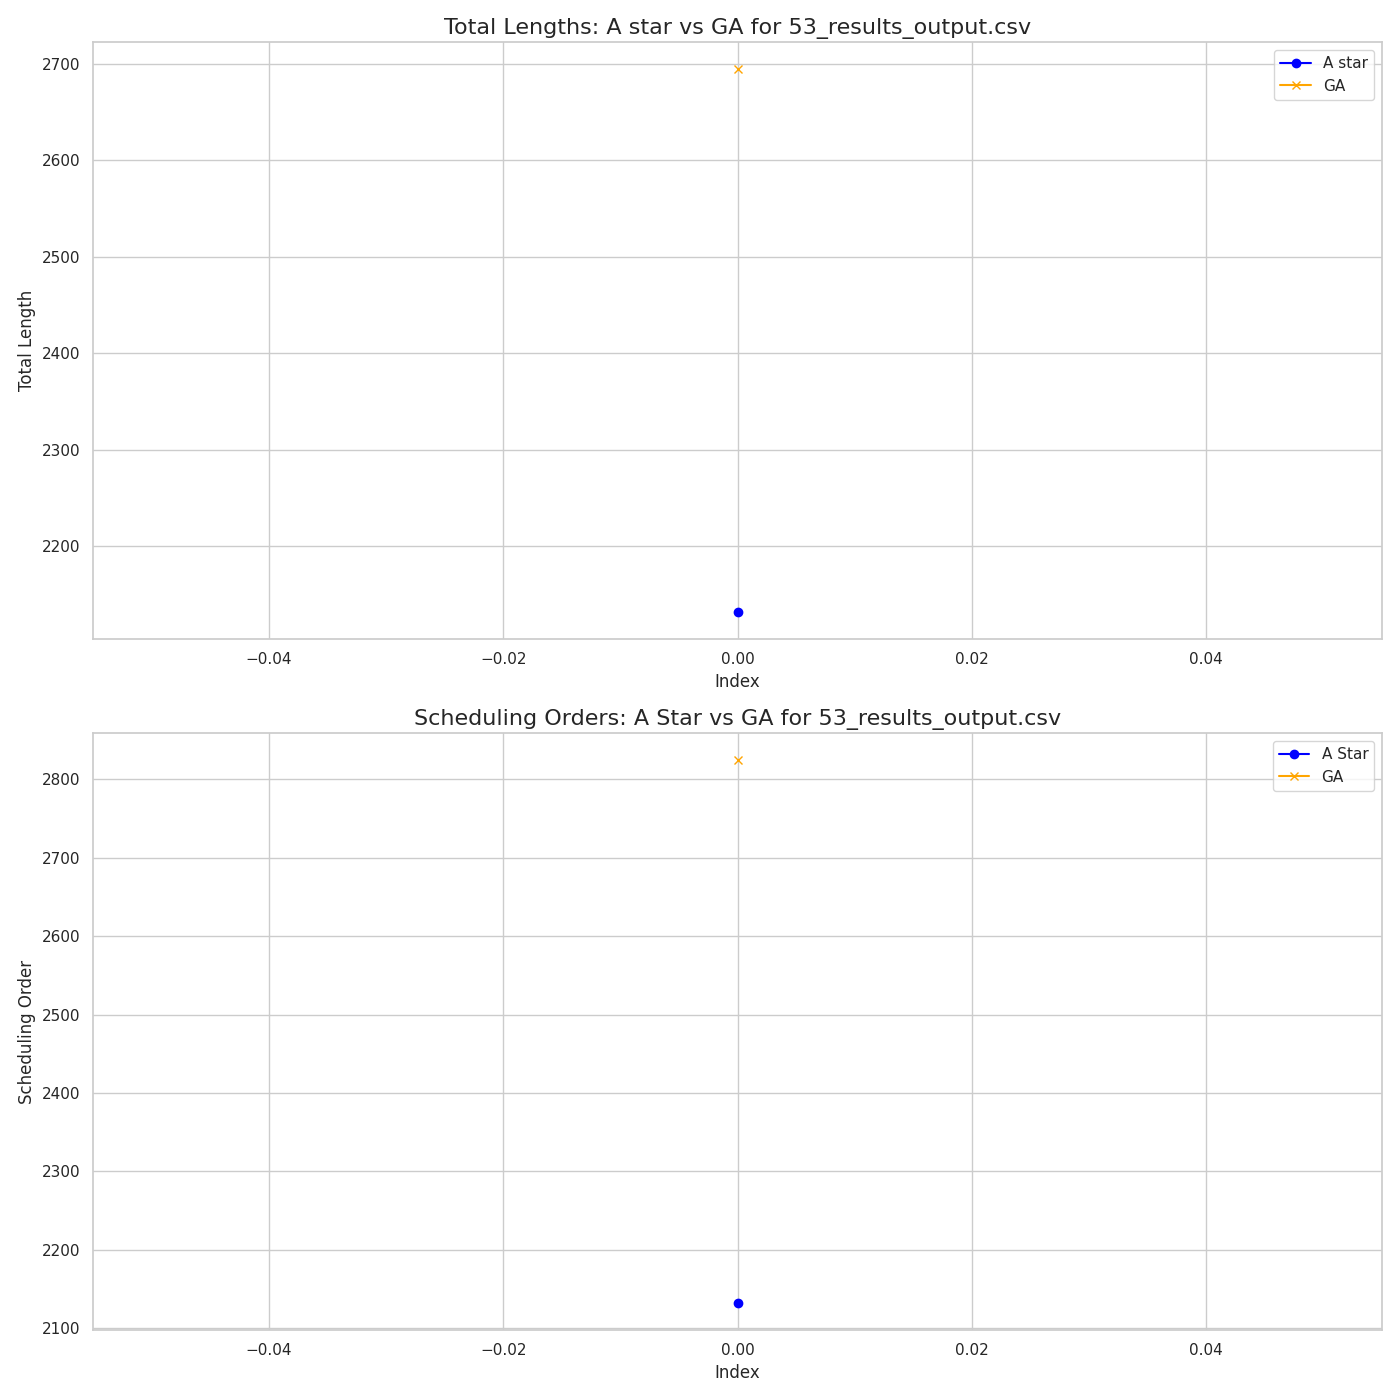 Total Lengths: A star vs GA for 53_results_output.csv
A star
GA
2700
2600
2500
2400
2300
2200
Total Length
−0.04
−0.02
0.00
0.02
0.04
Index
Scheduling Orders: A Star vs GA for 53_results_output.csv
A Star
GA
2800
2700
2600
2500
2400
2300
2200
2100
Scheduling Order
−0.04
−0.02
0.00
0.02
0.04
Index